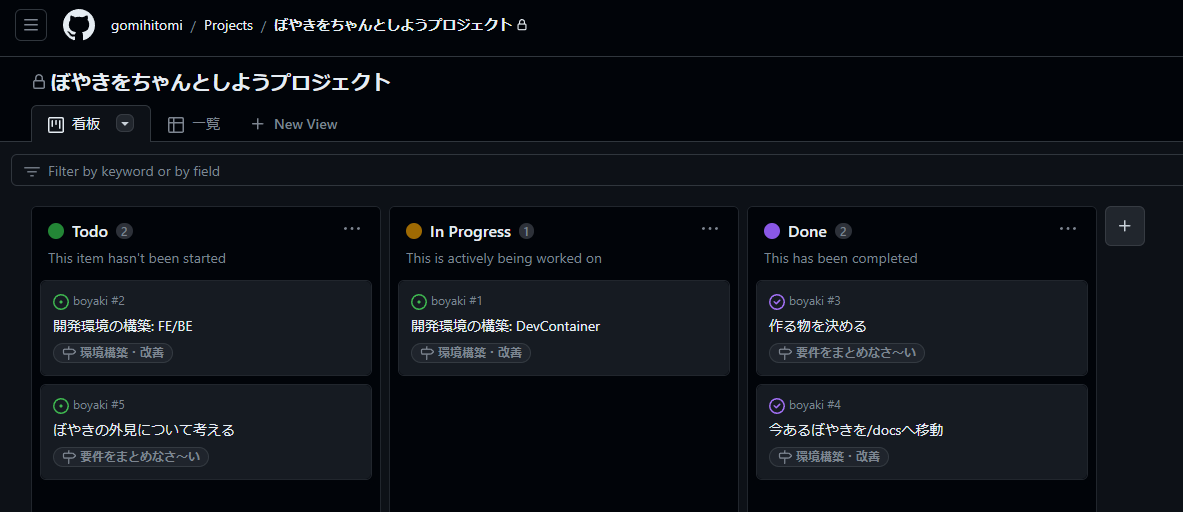 gomihitomi / Projects / ぼやきをちゃんとしようプロジェクト
ぼやきをちゃんとしようプロジェクト
看板 一覧 + New View
Filter by keyword or by field
Todo 2 ...
This item hasn't been started
boyaki #2
開発環境の構築: FE/BE
環境構築・改善
boyaki #5
ぼやきの外見について考える
要件をまとめなさ〜い
In Progress 1 ...
This is actively being worked on
boyaki #1
開発環境の構築: DevContainer
環境構築・改善
Done 2 ...
This has been completed
boyaki #3
作る物を決める
要件をまとめなさ〜い
boyaki #4
今あるぼやきを/docsへ移動
環境構築・改善
+